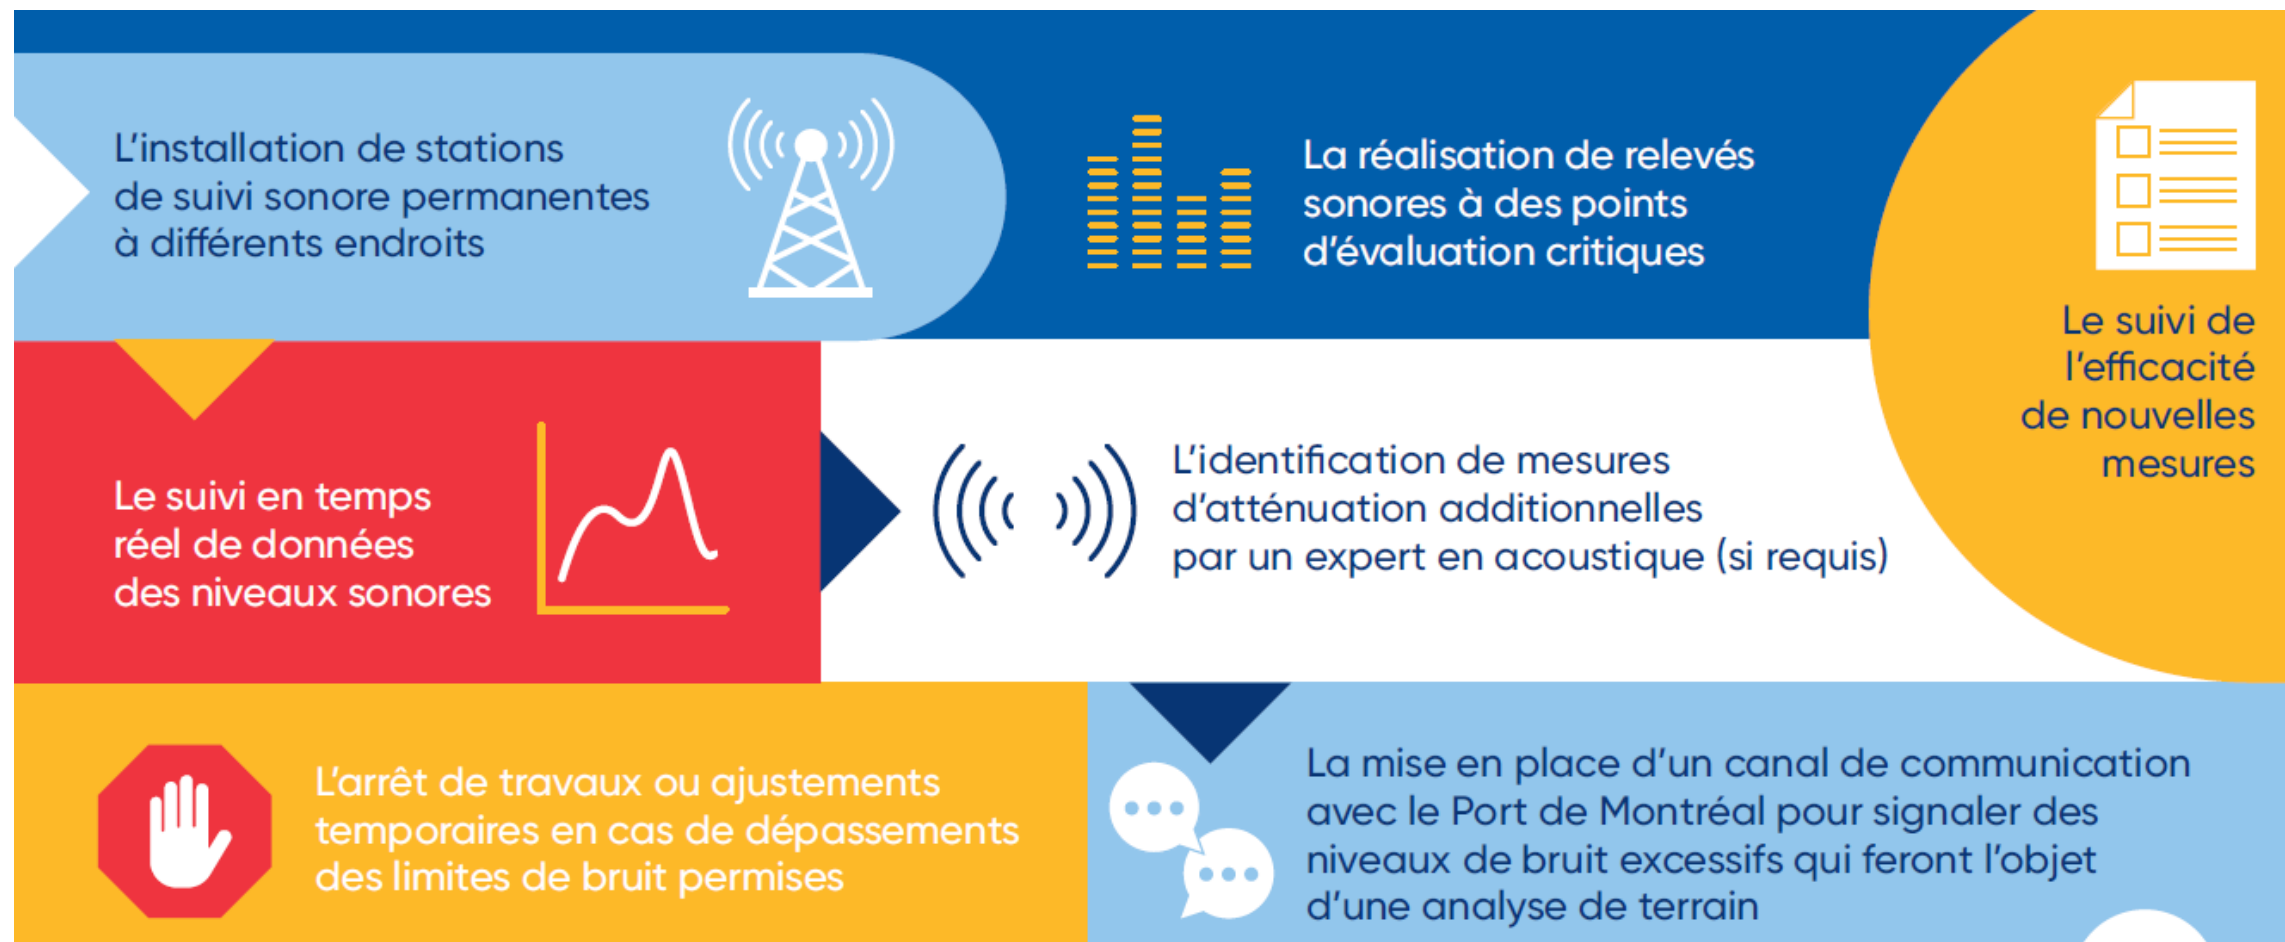 L'installation de stations
de suivi sonore permanentes
à différents endroits
La réalisation de relevés
sonores à des points
d'évaluation critiques
Le suivi de
l'efficacité
de nouvelles
mesures
Le suivi en temps
réel de données
des niveaux sonores
L'identification de mesures
d'atténuation additionnelles
par un expert en acoustique (si requis)
L'arrêt de travaux ou ajustements
temporaires en cas de dépassements
des limites de bruit permises
La mise en place d'un canal de communication
avec le Port de Montréal pour signaler des
niveaux de bruit excessifs qui feront l'objet
d'une analyse de terrain